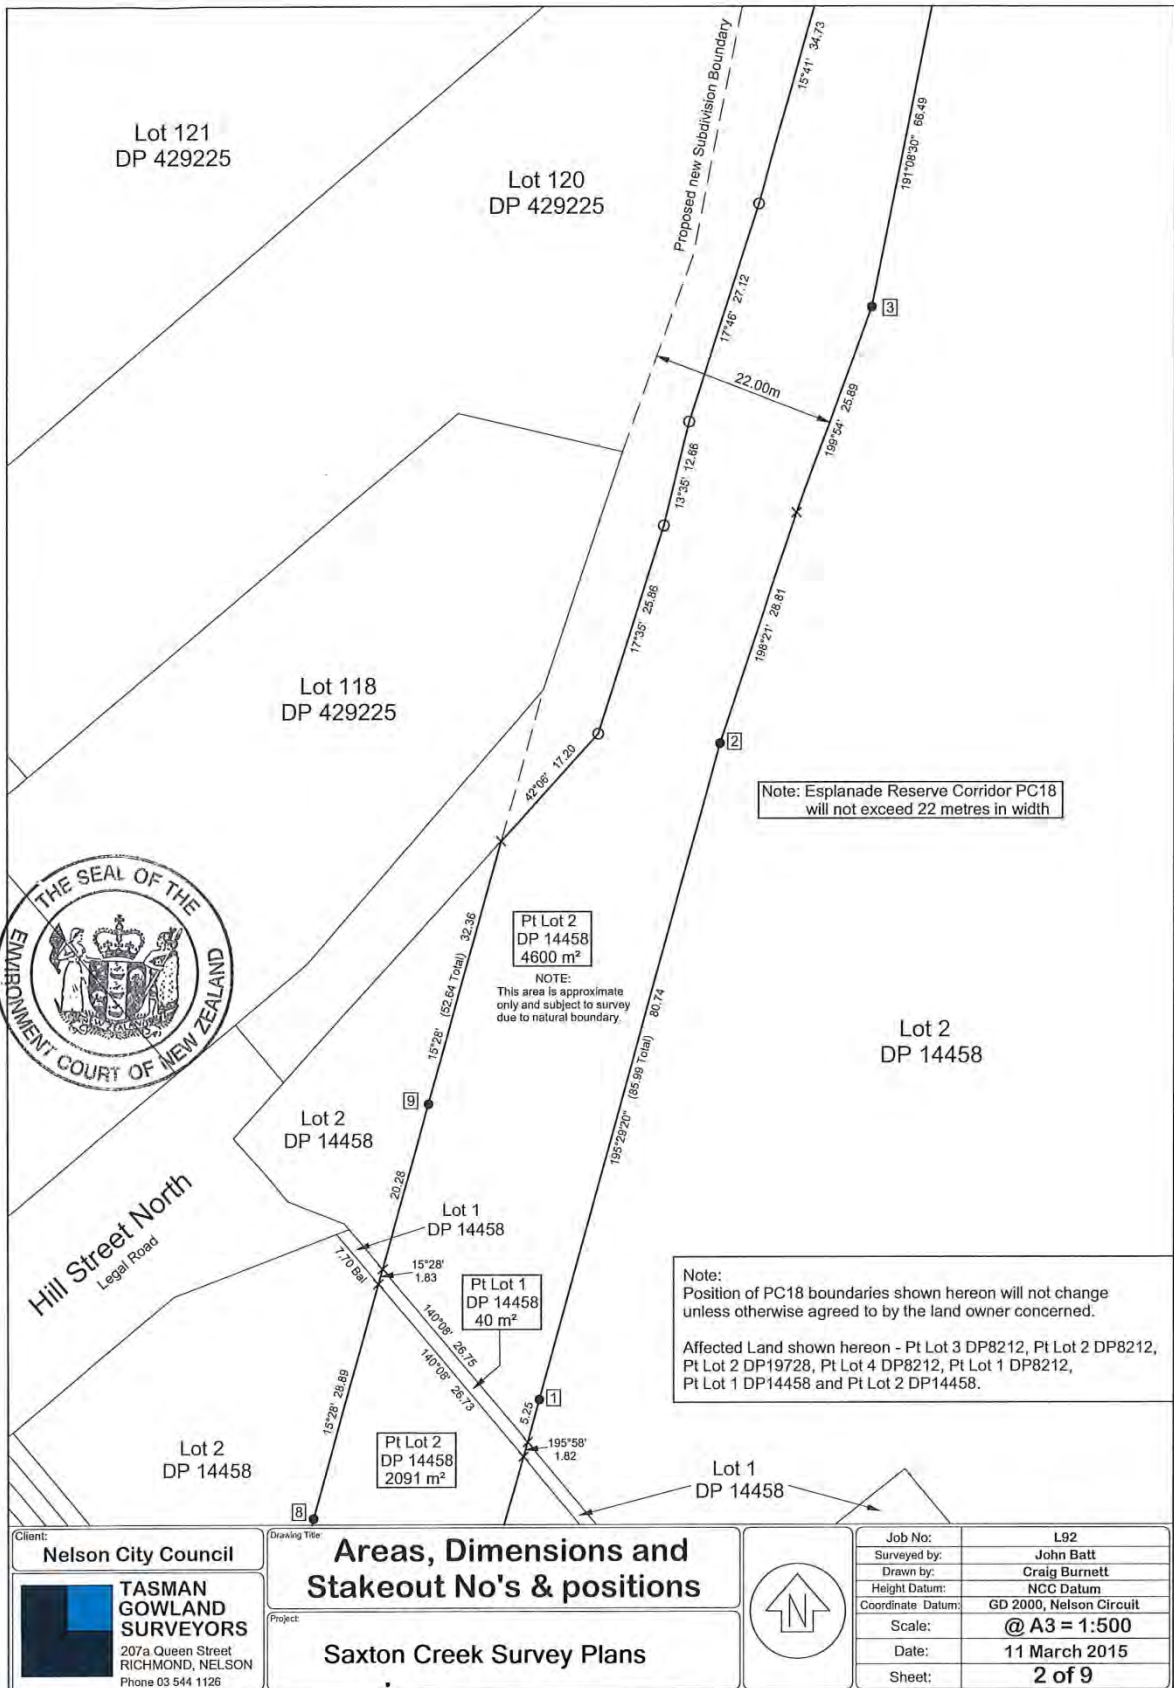 Lot 121
DP 429225
Lot 120
DP 429225
Proposed new Subdivision Boundary
15°41' 34.73
191°08'30" 66.49
3
17°46' 27.12
22.00m
199°54' 25.89
13°35' 12.66
17°35' 25.86
198°21' 28.81
Lot 118
DP 429225
2
42°06' 17.20
Note: Esplanade Reserve Corridor PC18
will not exceed 22 metres in width
THE SEAL OF THE
ENVIRONMENT COURT OF NEW ZEALAND
NEW ZEALAND
Pt Lot 2
DP 14458
4600 m²
NOTE:
This area is approximate
only and subject to survey
due to natural boundary.
15°28' (52.64 Total) 32.36
195°29'20" (85.99 Total) 80.74
Lot 2
DP 14458
9
Lot 2
DP 14458
20.28
Lot 1
DP 14458
Hill Street North
Legal Road
7.70 Bal
15°28'
1.83
Pt Lot 1
DP 14458
40 m²
140°08' 26.75
140°08' 26.73
Note:
Position of PC18 boundaries shown hereon will not change
unless otherwise agreed to by the land owner concerned.
Affected Land shown hereon - Pt Lot 3 DP8212, Pt Lot 2 DP8212,
Pt Lot 2 DP19728, Pt Lot 4 DP8212, Pt Lot 1 DP8212,
Pt Lot 1 DP14458 and Pt Lot 2 DP14458.
15°28' 28.89
5.25
1
195°58'
1.82
Lot 2
DP 14458
Pt Lot 2
DP 14458
2091 m²
Lot 1
DP 14458
8
Client:
Nelson City Council
TASMAN
GOWLAND
SURVEYORS
207a Queen Street
RICHMOND, NELSON
Phone 03 544 1126
Drawing Title:
Areas, Dimensions and
Stakeout No's & positions
Project:
Saxton Creek Survey Plans
N
Job No: L92
Surveyed by: John Batt
Drawn by: Craig Burnett
Height Datum: NCC Datum
Coordinate Datum: GD 2000, Nelson Circuit
Scale: @ A3 = 1:500
Date: 11 March 2015
Sheet: 2 of 9